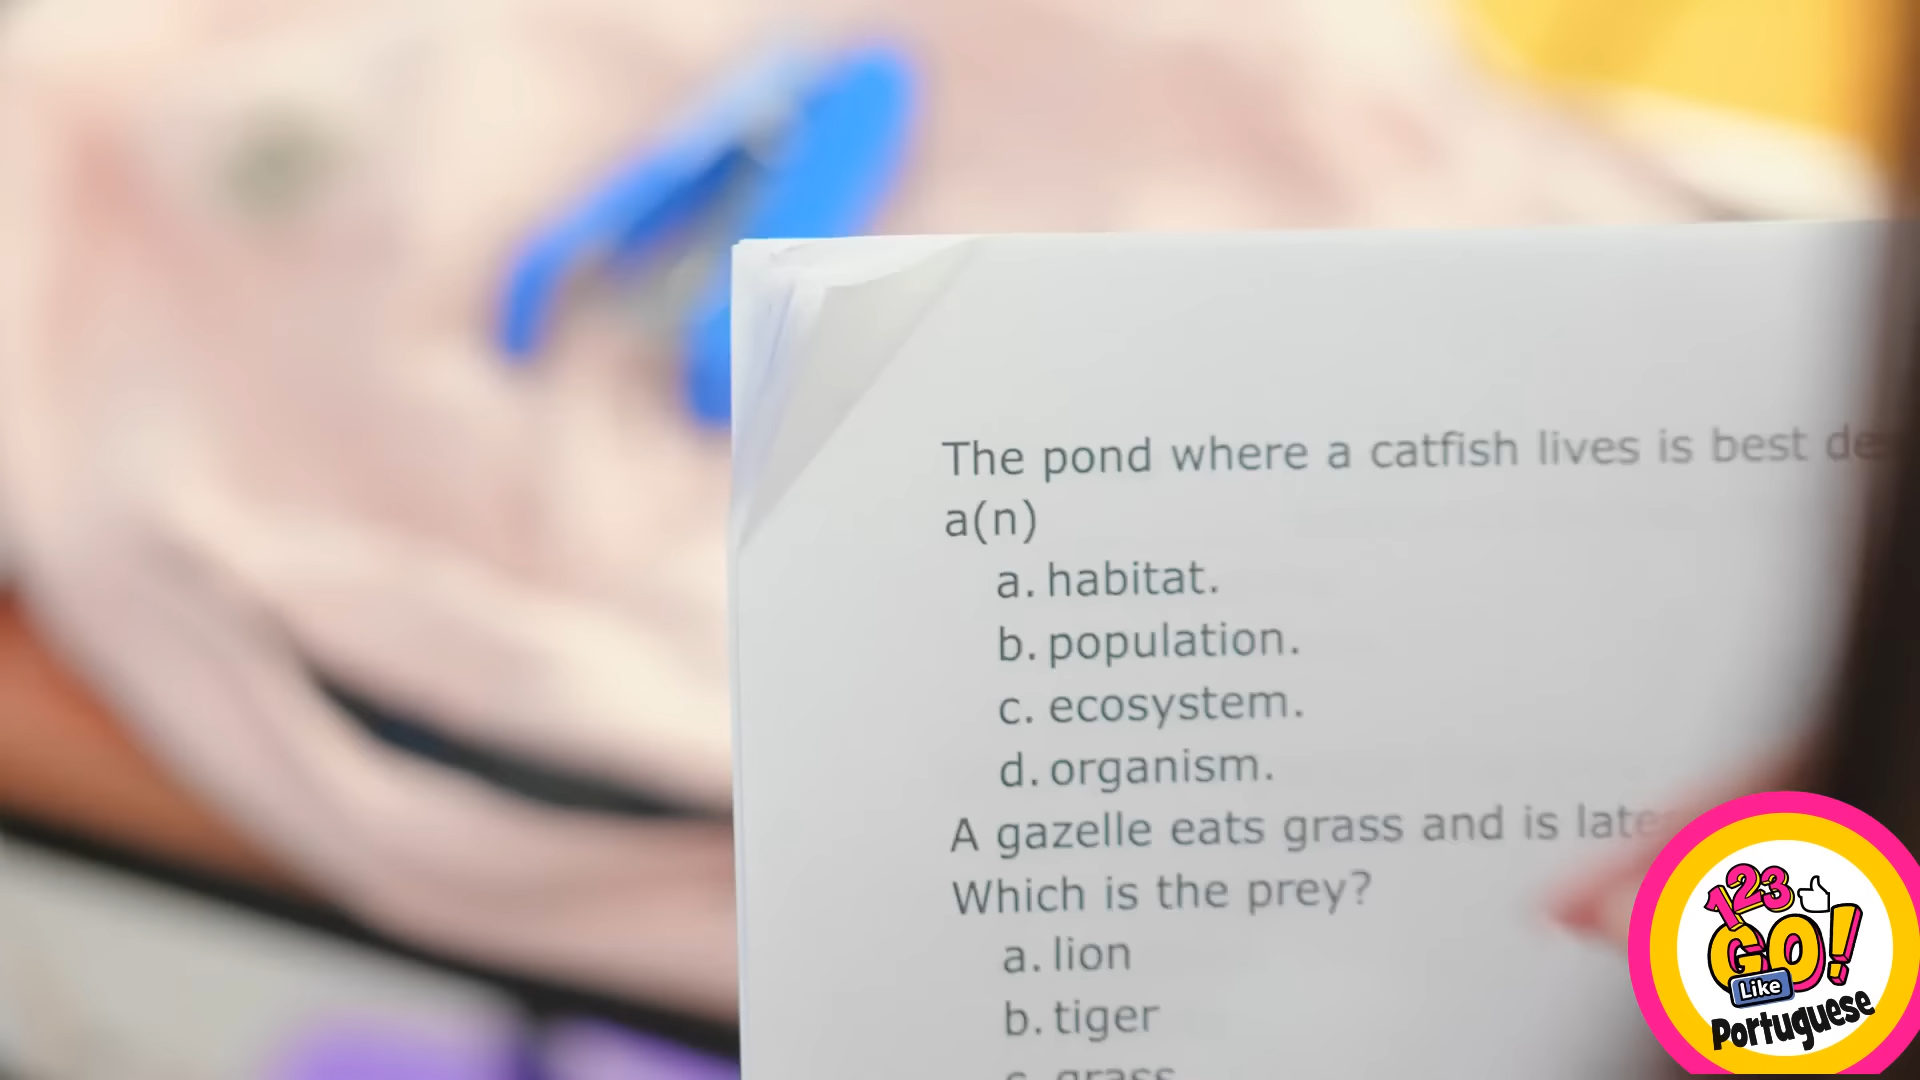 The pond where a catfish lives is best
a(n)
a. habitat.
b. population.
c. ecosystem.
d. organism.
A gazelle eats grass and is
Which is the prey?
a. lion
b. tiger
c. grass
123
GO!
Like
Portuguese